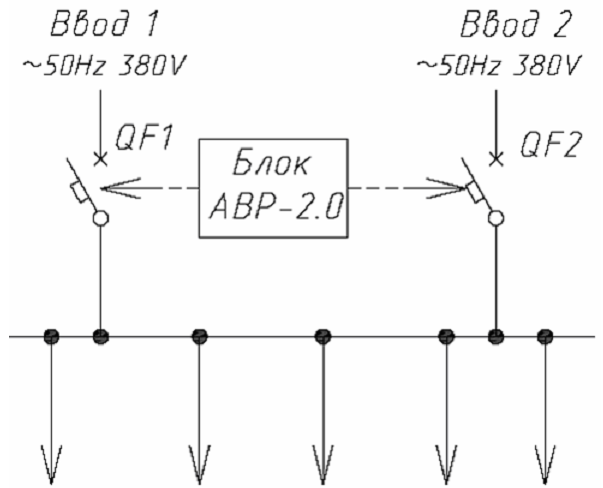 Ввод 1
~50Hz 380V
Ввод 2
~50Hz 380V
QF1
Блок
АВР-2.0
QF2